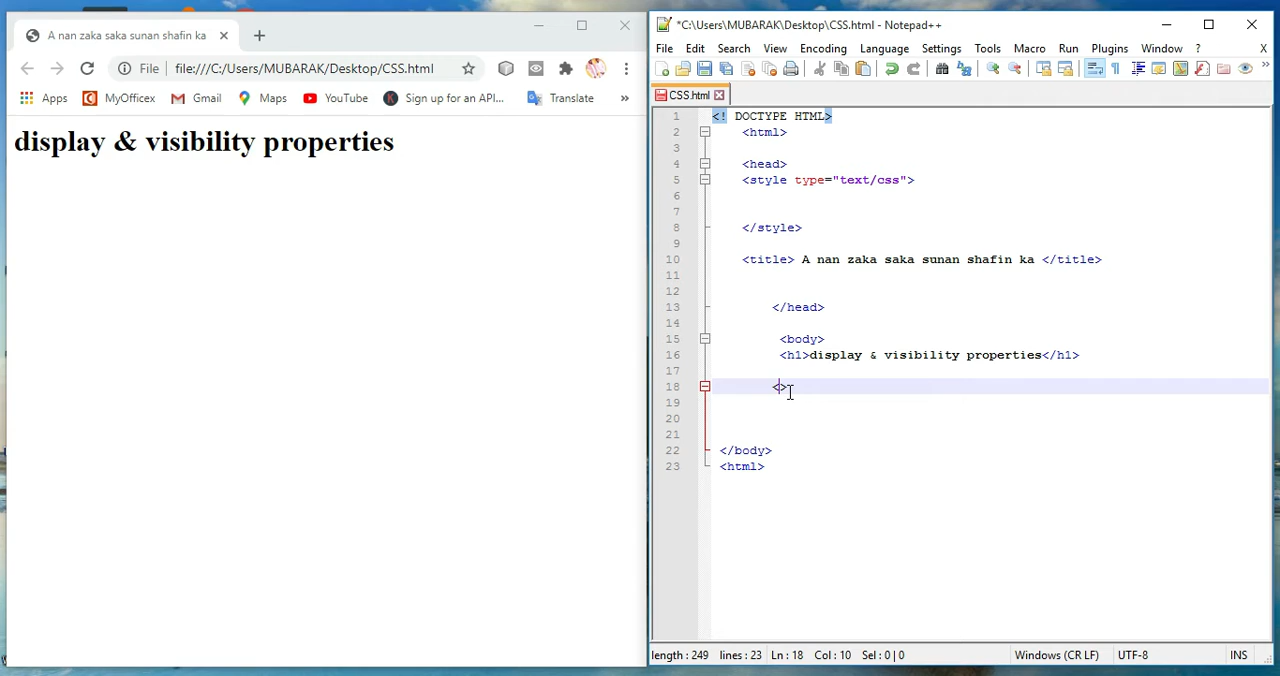 A nan zaka saka sunan shafin ka
File
file:///C:/Users/MUBARAK/Desktop/CSS.html
Apps
MyOffice
Gmail
Maps
YouTube
Sign up for an API...
Translate
»
display & visibility properties
*C:\Users\MUBARAK\Desktop\CSS.html - Notepad++
File Edit Search View Encoding Language Settings Tools Macro Run Plugins Window ? X
CSS.html
1 <! DOCTYPE HTML>
2 <html>
3
4 <head>
5 <style type="text/css">
6
7
8 </style>
9
10 <title> A nan zaka saka sunan shafin ka </title>
11
12
13 </head>
14
15 <body>
16 <h1>display & visibility properties</h1>
17
18 <>
19
20
21
22 </body>
23 <html>
length : 249 lines : 23 Ln : 18 Col : 10 Sel : 0 | 0 Windows (CR LF) UTF-8 INS